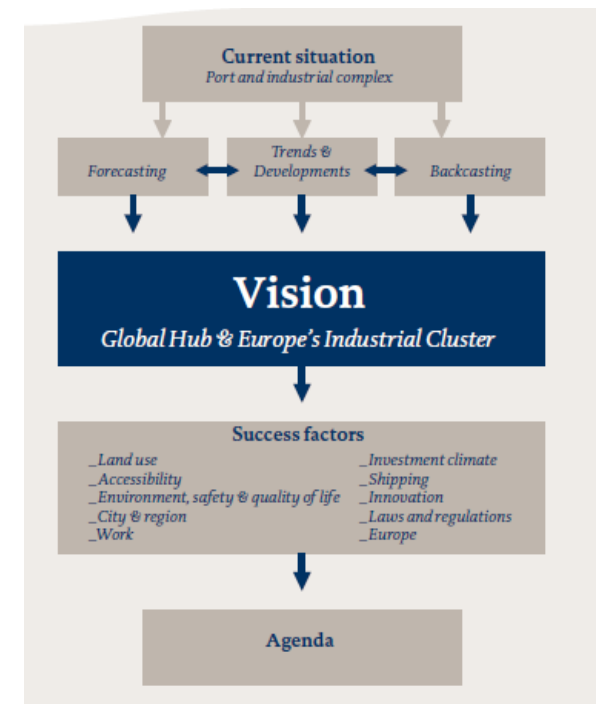 Current situation
Port and industrial complex
Forecasting
Trends &
Developments
Backcasting
Vision
Global Hub & Europe's Industrial Cluster
Success factors
_Land use
_Accessibility
_Environment, safety & quality of life
_City & region
_Work
_Investment climate
_Shipping
_Innovation
_Laws and regulations
_Europe
Agenda